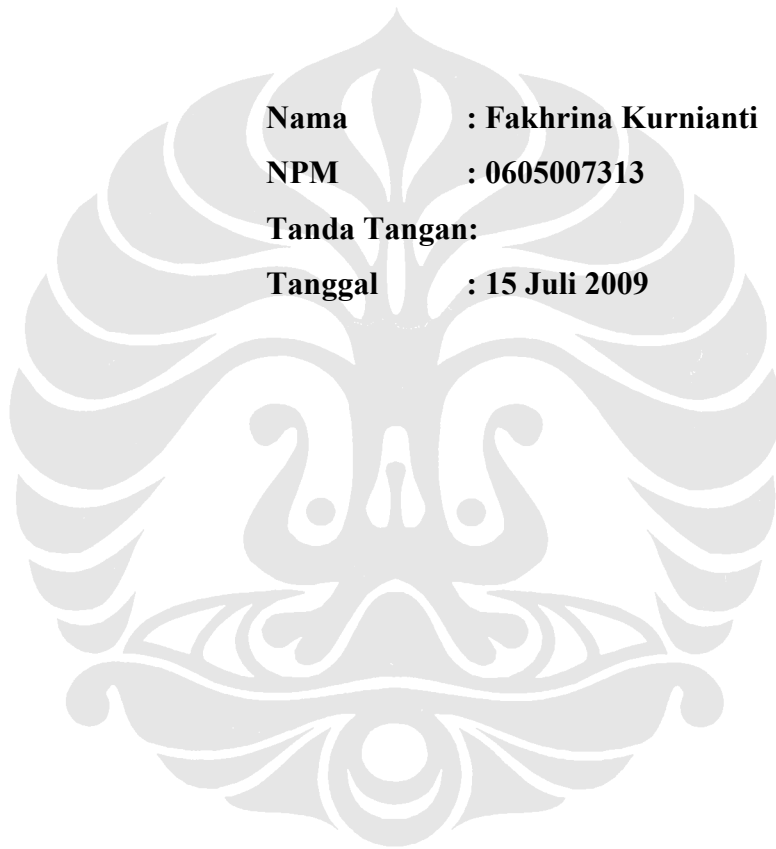 Nama : Fakhrina Kurnianti
NPM : 0605007313
Tanda Tangan:
Tanggal : 15 Juli 2009